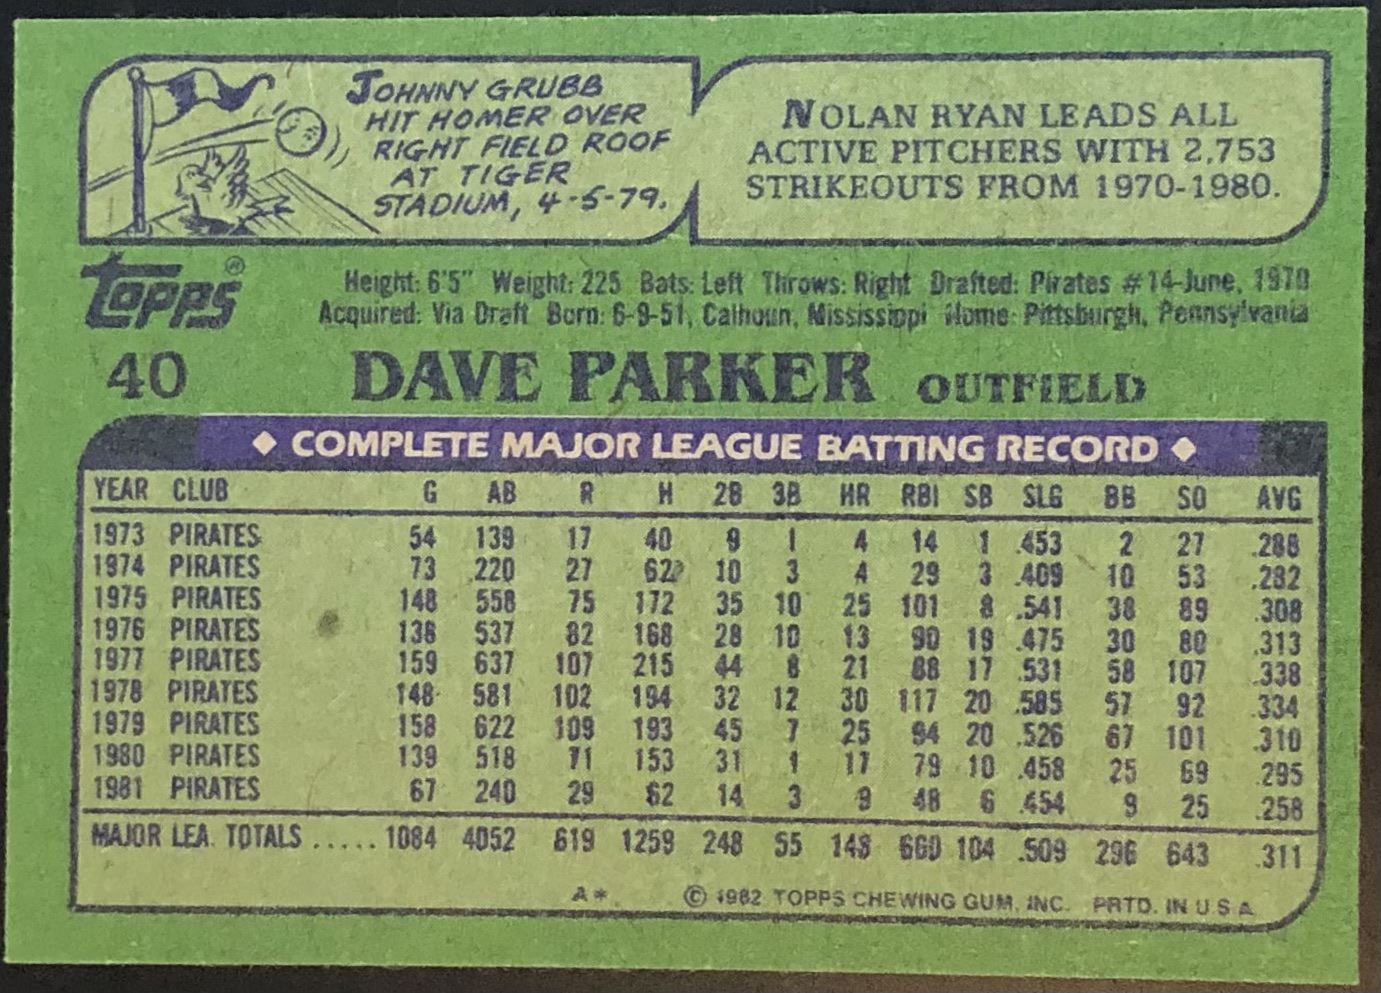 JOHNNY GRUBB
HIT HOMER OVER
RIGHT FIELD ROOF
AT TIGER
STADIUM, 4-5-79.
NOLAN RYAN LEADS ALL
ACTIVE PITCHERS WITH 2,753
STRIKEOUTS FROM 1970-1980.
Topps®
Height: 6'5" Weight: 225 Bats: Left Throws: Right Drafted: Pirates #14-June, 1970
Acquired: Via Draft Born: 6-9-51, Calhoun, Mississippi Home: Pittsburgh, Pennsylvania
40 DAVE PARKER OUTFIELD
◆ COMPLETE MAJOR LEAGUE BATTING RECORD ◆
YEAR CLUB G AB R H 2B 3B HR RBI SB SLG BB SO AVG
1973 PIRATES 54 139 17 40 9 1 4 14 1 .453 2 27 .288
1974 PIRATES 73 220 27 62 10 3 4 29 3 .409 10 53 .282
1975 PIRATES 148 558 75 172 35 10 25 101 8 .541 38 89 .308
1976 PIRATES 138 537 82 168 28 10 13 90 19 .475 30 80 .313
1977 PIRATES 159 637 107 215 44 8 21 88 17 .531 58 107 .338
1978 PIRATES 148 581 102 194 32 12 30 117 20 .585 57 92 .334
1979 PIRATES 158 622 109 193 45 7 25 94 20 .526 67 101 .310
1980 PIRATES 139 518 71 153 31 1 17 79 10 .458 25 69 .295
1981 PIRATES 67 240 29 62 14 3 9 48 6 .454 9 25 .258
MAJOR LEA. TOTALS ..... 1084 4052 619 1259 248 55 148 660 104 .509 296 643 .311
A* © 1982 TOPPS CHEWING GUM, INC. PRTD. IN U.S.A.